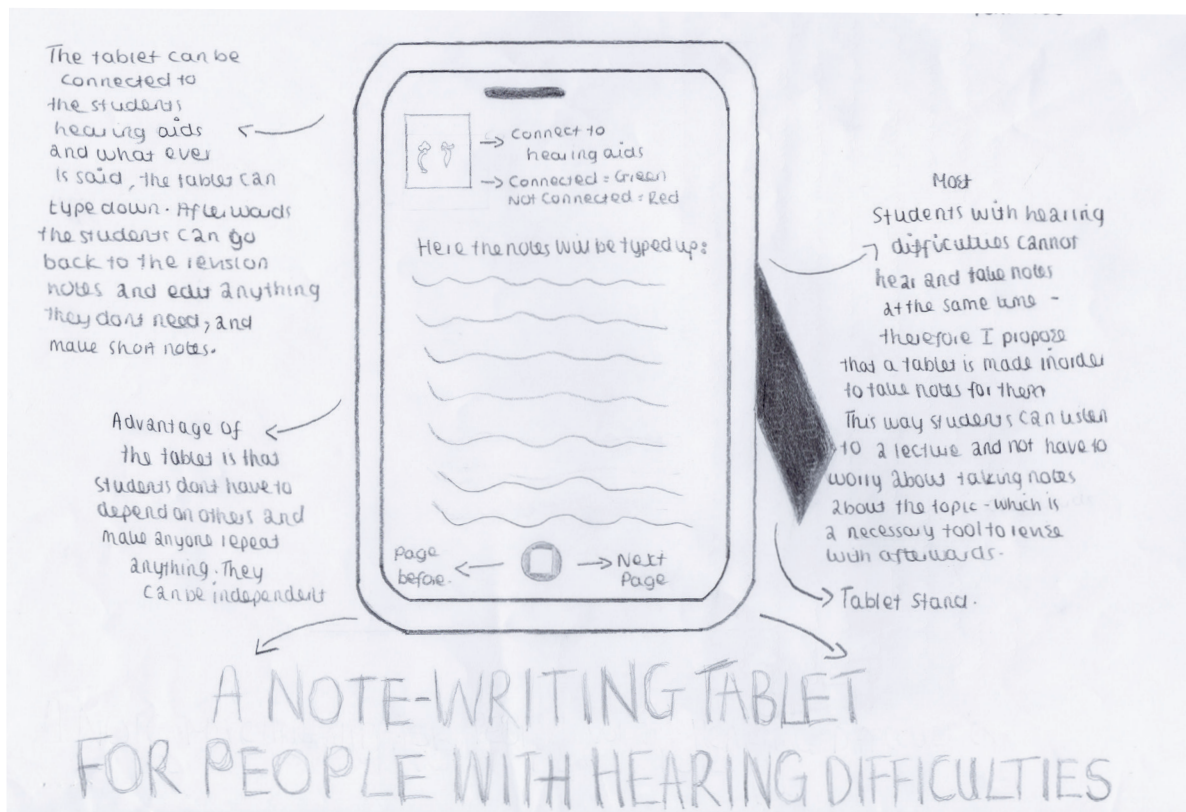 The tablet can be
connected to
the students
hearing aids
and what ever
is said, the tablet can
type down. Afterwards
the students can go
back to the revision
notes and edit anything
they dont need, and
make short notes.
Advantage of
the tablet is that
students dont have to
depend on others and
make anyone repeat
anything. They
can be independent
Connect to
hearing aids
Connected = Green
Not Connected = Red
Here the notes will be typed up:
Page
before.
Next
Page
Most
Students with hearing
difficulties cannot
hear and take notes
at the same time -
therefore I propose
that a tablet is made inorder
to take notes for them
This way students can listen
to a lecture and not have to
worry about taking notes
about the topic - which is
a necessary tool to revise
with afterwards.
Tablet stand.
A NOTE-WRITING TABLET
FOR PEOPLE WITH HEARING DIFFICULTIES